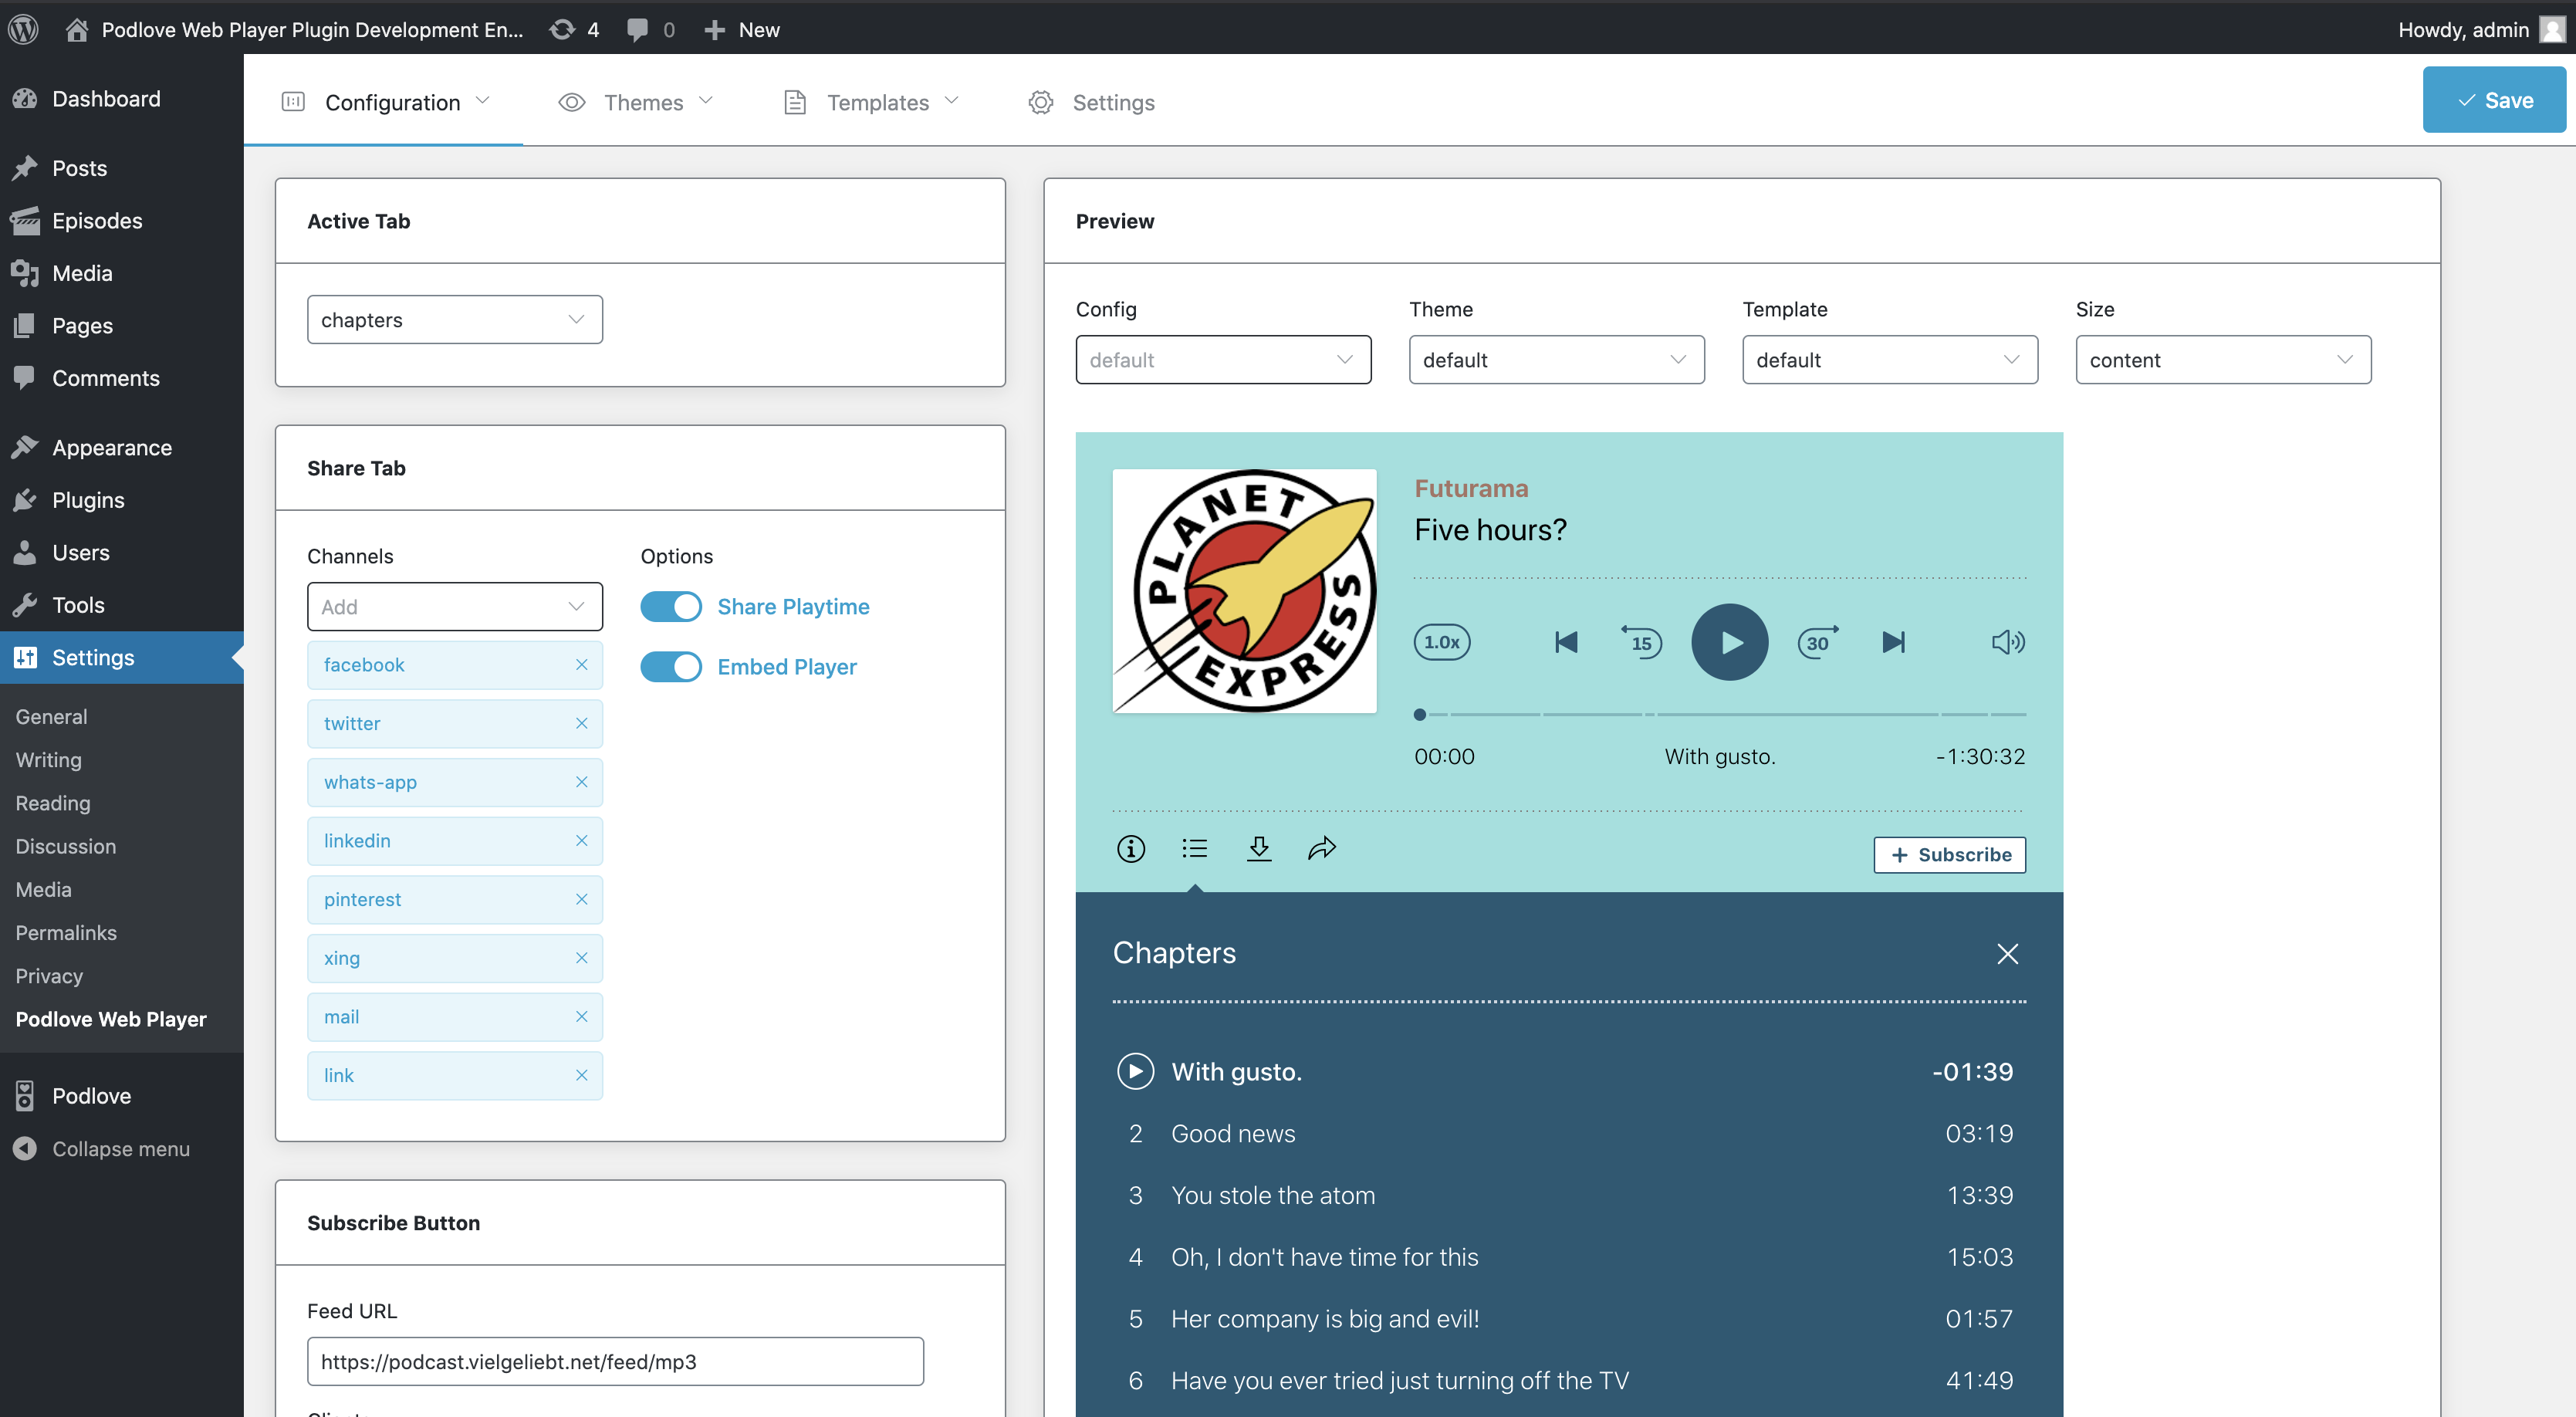 Podlove Web Player Plugin Development En...
4
0
New
Howdy, admin
Dashboard
Posts
Episodes
Media
Pages
Comments
Appearance
Plugins
Users
Tools
Settings
General
Writing
Reading
Discussion
Media
Permalinks
Privacy
Podlove Web Player
Podlove
Collapse menu
Configuration
Themes
Templates
Settings
Save
Active Tab
chapters
Share Tab
Channels
Options
Add
Share Playtime
Embed Player
facebook
twitter
whats-app
linkedin
pinterest
xing
mail
link
Subscribe Button
Feed URL
https://podcast.vielgeliebt.net/feed/mp3
Preview
Config
Theme
Template
Size
default
default
default
content
PLANET
EXPRESS
Futurama
Five hours?
1.0x
15
30
00:00
With gusto.
-1:30:32
+ Subscribe
Chapters
With gusto. -01:39
2 Good news 03:19
3 You stole the atom 13:39
4 Oh, I don't have time for this 15:03
5 Her company is big and evil! 01:57
6 Have you ever tried just turning off the TV 41:49